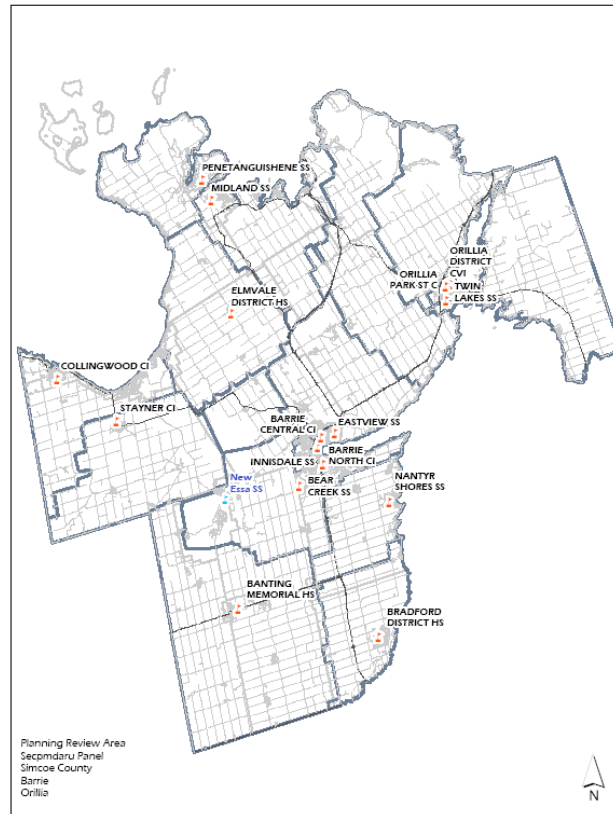 PENETANGUISHENE SS
MIDLAND SS
ORILLIA
DISTRICT
CVI
ORILLIA
PARK ST C
TWIN
LAKES SS
ELMVALE
DISTRICT HS
COLLINGWOOD CI
STAYNER CI
BARRIE
CENTRAL CI
EASTVIEW SS
BARRIE
NORTH CI
INNISDALE SS
BEAR
CREEK SS
NANTYR
SHORES SS
New
Essa SS
BANTING
MEMORIAL HS
BRADFORD
DISTRICT HS
Planning Review Area
Secpmdaru Panel
Simcoe County
Barrie
Orillia
N